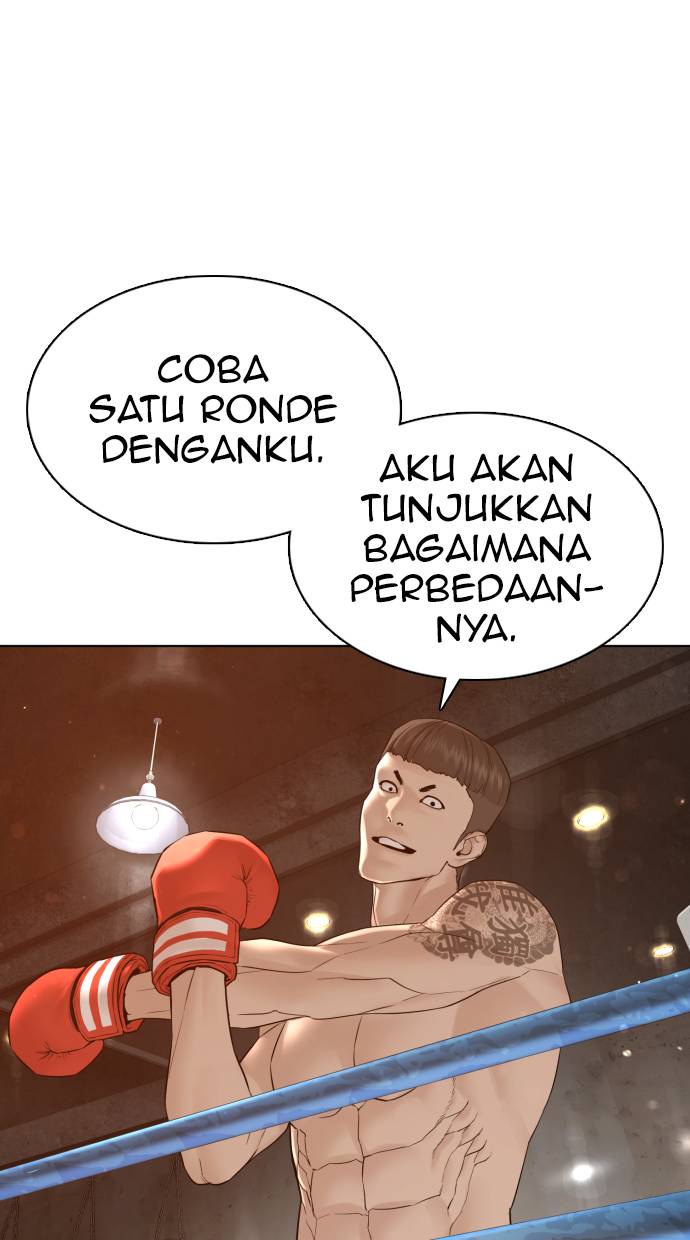 COBA
SATU RONDE
DENGANKU.
AKU AKAN
TUNJUKKAN
BAGAIMANA
PERBEDAAN-
NYA.